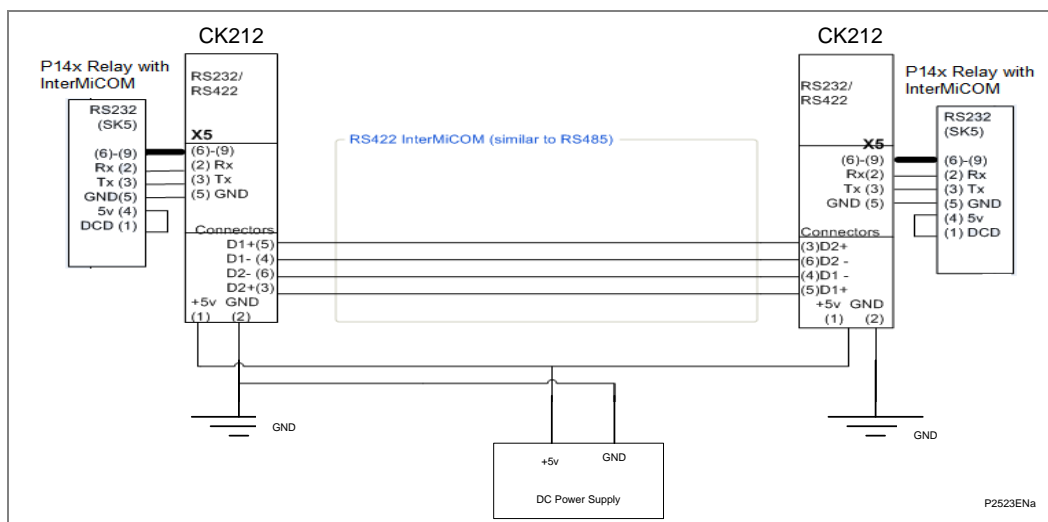 CK212
CK212
P14x Relay with
InterMiCOM
P14x Relay with
InterMiCOM
RS232
(SK5)
(6)-(9)
Rx (2)
Tx (3)
GND(5)
5v (4)
DCD (1)
RS232/
RS422
X5
(6)-(9)
(2) Rx
(3) Tx
(5) GND
Connectors
D1+(5)
D1- (4)
D2- (6)
D2+(3)
+5v GND
(1) (2)
RS422 InterMiCOM (similar to RS485)
RS232/
RS422
X5
(6)-(9)
Rx(2)
Tx (3)
GND (5)
Connectors
(3)D2+
(6)D2 -
(4)D1 -
(5)D1+
+5v GND
(1) (2)
RS232
(SK5)
(6)-(9)
(2) Rx
(3) Tx
(5) GND
(4) 5v
(1) DCD
GND
GND
+5v GND
DC Power Supply
P2523ENa